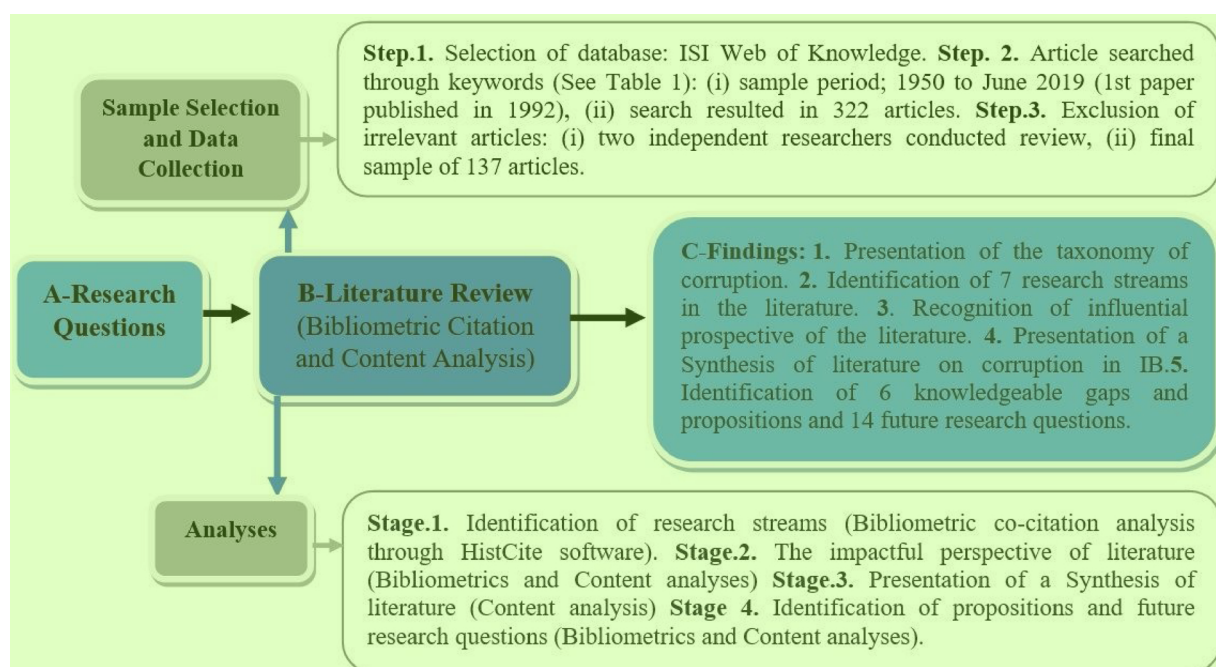 Step.1. Selection of database: ISI Web of Knowledge. Step. 2. Article searched
through keywords (See Table 1): (i) sample period; 1950 to June 2019 (1st paper
published in 1992), (ii) search resulted in 322 articles. Step.3. Exclusion of
irrelevant articles: (i) two independent researchers conducted review, (ii) final
sample of 137 articles.
Sample Selection
and Data
Collection
A-Research
Questions
B-Literature Review
(Bibliometric Citation
and Content Analysis)
C-Findings: 1. Presentation of the taxonomy of
corruption. 2. Identification of 7 research streams
in the literature. 3. Recognition of influential
prospective of the literature. 4. Presentation of a
Synthesis of literature on corruption in IB.5.
Identification of 6 knowledgeable gaps and
propositions and 14 future research questions.
Analyses
Stage.1. Identification of research streams (Bibliometric co-citation analysis
through HistCite software). Stage.2. The impactful perspective of literature
(Bibliometrics and Content analyses) Stage.3. Presentation of a Synthesis of
literature (Content analysis) Stage 4. Identification of propositions and future
research questions (Bibliometrics and Content analyses).